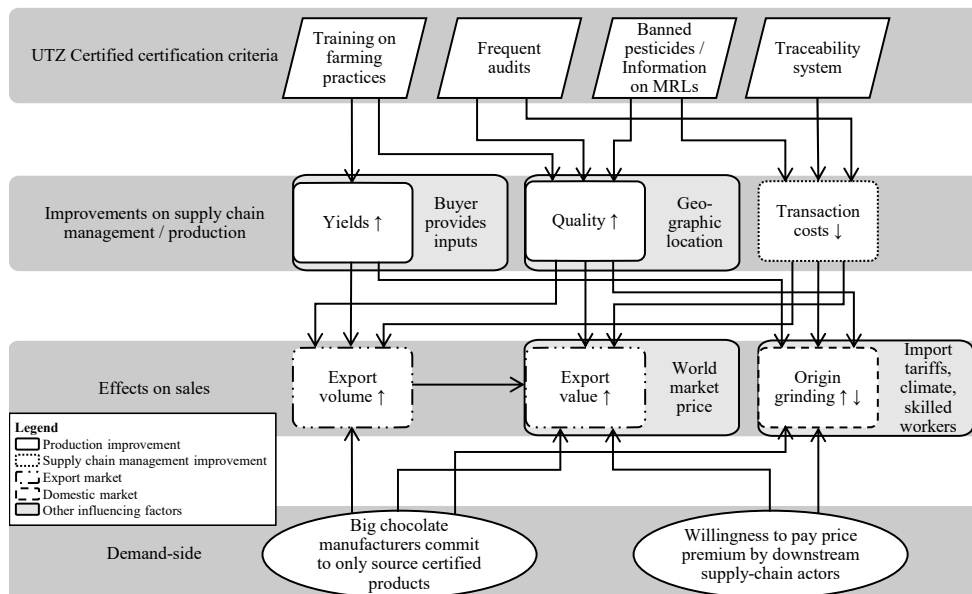 UTZ Certified certification criteria
Training on
farming
practices
Frequent
audits
Banned
pesticides /
Information
on MRLs
Traceability
system
Improvements on supply chain
management / production
Yields ↑
Buyer
provides
inputs
Quality ↑
Geo-
graphic
location
Transaction
costs ↓
Effects on sales
Export
volume ↑
Export
value ↑
World
market
price
Origin
grinding ↑ ↓
Import
tariffs,
climate,
skilled
workers
Legend
Production improvement
Supply chain management improvement
Export market
Domestic market
Other influencing factors
Demand-side
Big chocolate
manufacturers commit
to only source certified
products
Willingness to pay price
premium by downstream
supply-chain actors